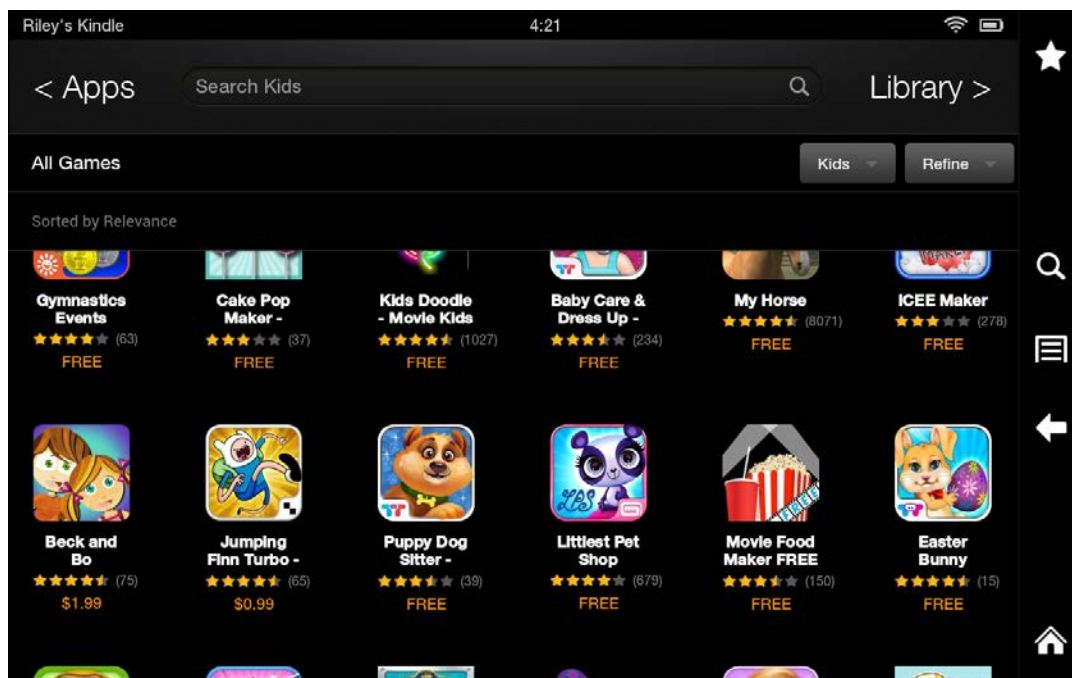 Riley's Kindle 4:21
< Apps Search Kids Library >
All Games Kids Refine
Sorted by Relevance
Gymnastics Events
(63)
FREE
Cake Pop Maker -
(37)
FREE
Kids Doodle - Movie Kids
(1027)
FREE
Baby Care & Dress Up -
(234)
FREE
My Horse
(8071)
FREE
ICEE Maker
(278)
FREE
Beck and Bo
(75)
$1.99
Jumping Finn Turbo -
(65)
$0.99
Puppy Dog Sitter -
(39)
FREE
LPS
Littlest Pet Shop
(679)
FREE
FREE
Movie Food Maker FREE
(150)
FREE
Easter Bunny
(15)
FREE